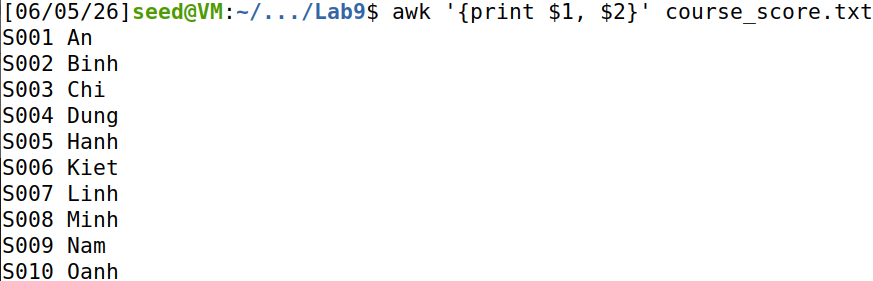 [06/05/26]seed@VM:~/.../Lab9$ awk '{print $1, $2}' course_score.txt
S001 An
S002 Binh
S003 Chi
S004 Dung
S005 Hanh
S006 Kiet
S007 Linh
S008 Minh
S009 Nam
S010 Oanh